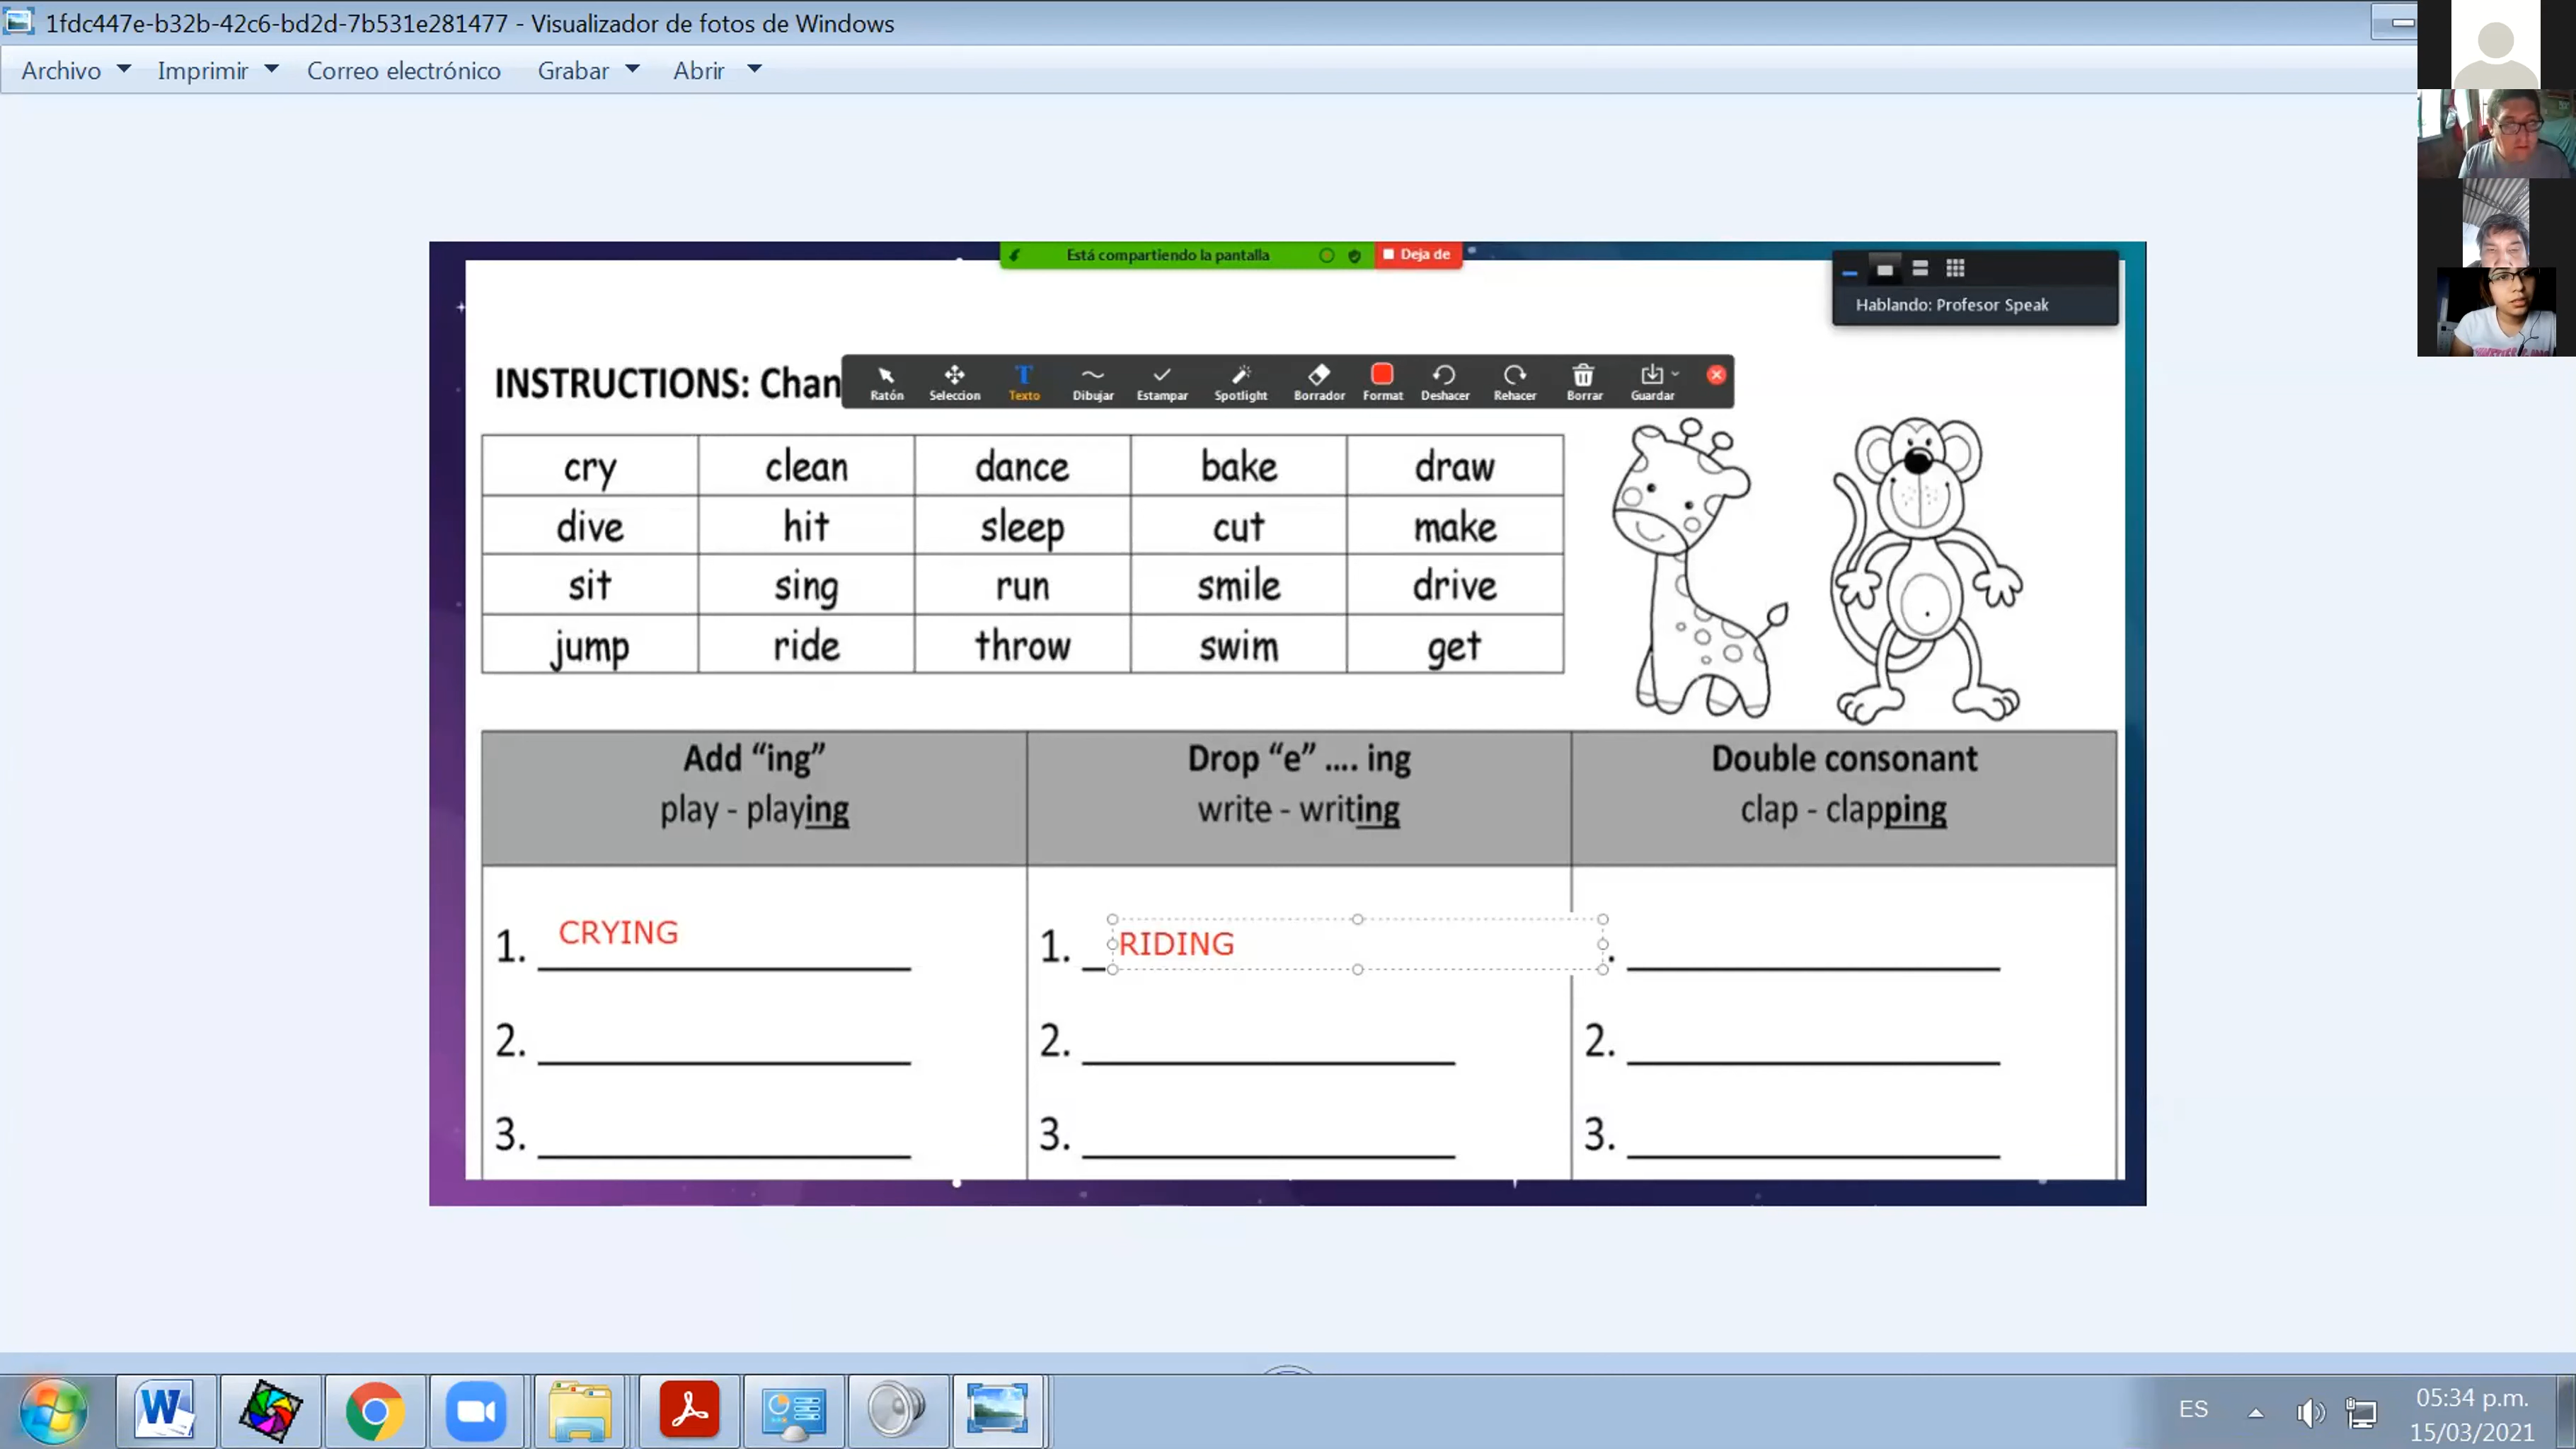 1fdc447e-b32b-42c6-bd2d-7b531e281477 - Visualizador de fotos de Windows
Archivo Imprimir Correo electrónico Grabar Abrir
Está compartiendo la pantalla Deja de
Hablando: Profesor Speak
INSTRUCTIONS: Chan
Ratón Seleccion Texto Dibujar Estampar Spotlight Borrador Format Deshacer Rehacer Borrar Guardar
cry clean dance bake draw
dive hit sleep cut make
sit sing run smile drive
jump ride throw swim get
Add “ing” Drop “e” .... ing Double consonant
play - playing write - writing clap - clapping
1. CRYING 1. RIDING .
2. 2. 2.
3. 3. 3.
ES 05:34 p.m.
15/03/2021